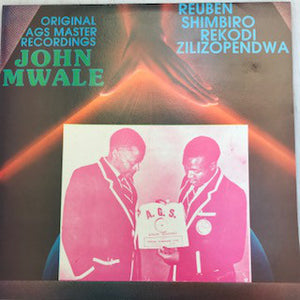 ORIGINAL
AGS MASTER
RECORDINGS
JOHN
MWALE
REUBEN
SHIMBIRO
REKODI
ZILIZOPENDWA
A.G.S.